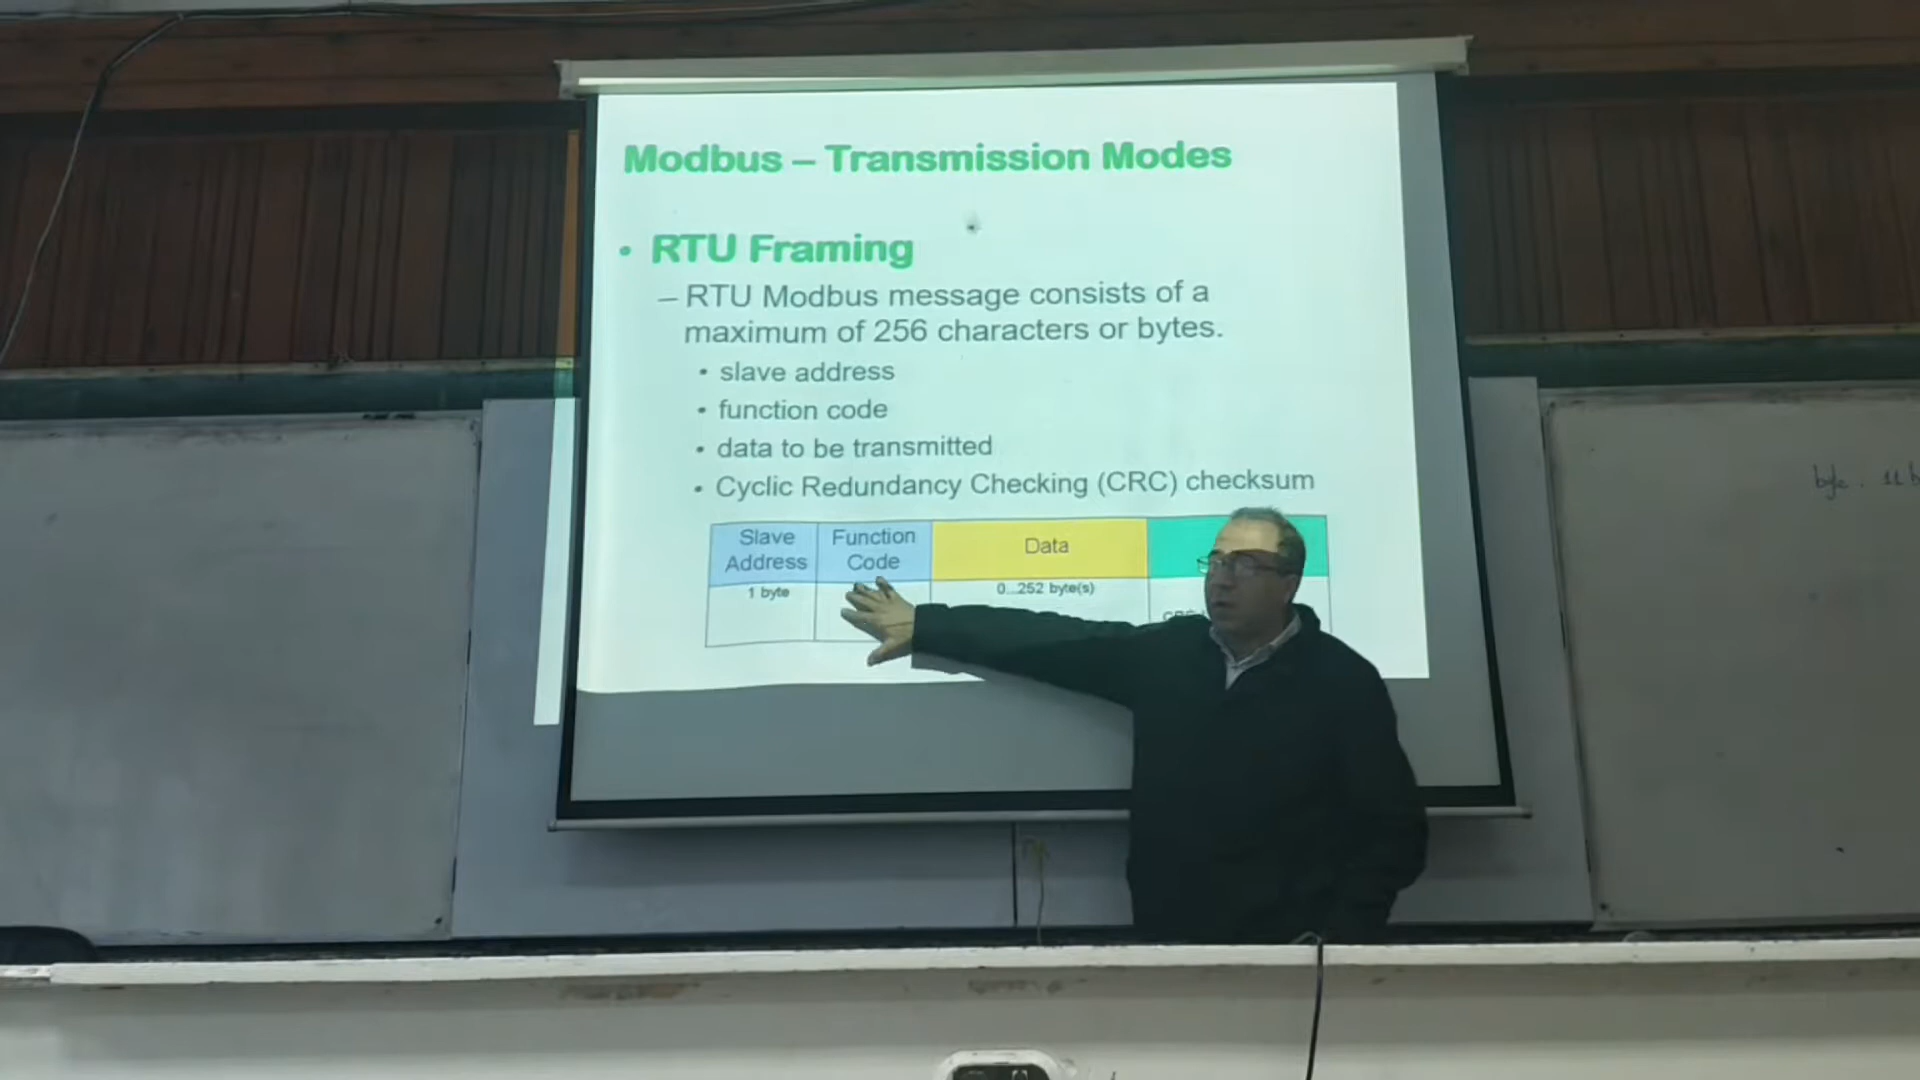 Modbus – Transmission Modes
• RTU Framing
– RTU Modbus message consists of a
maximum of 256 characters or bytes.
• slave address
• function code
• data to be transmitted
• Cyclic Redundancy Checking (CRC) checksum
Slave Address
Function Code
Data
1 byte
0...252 byte(s)
byte. 11 b